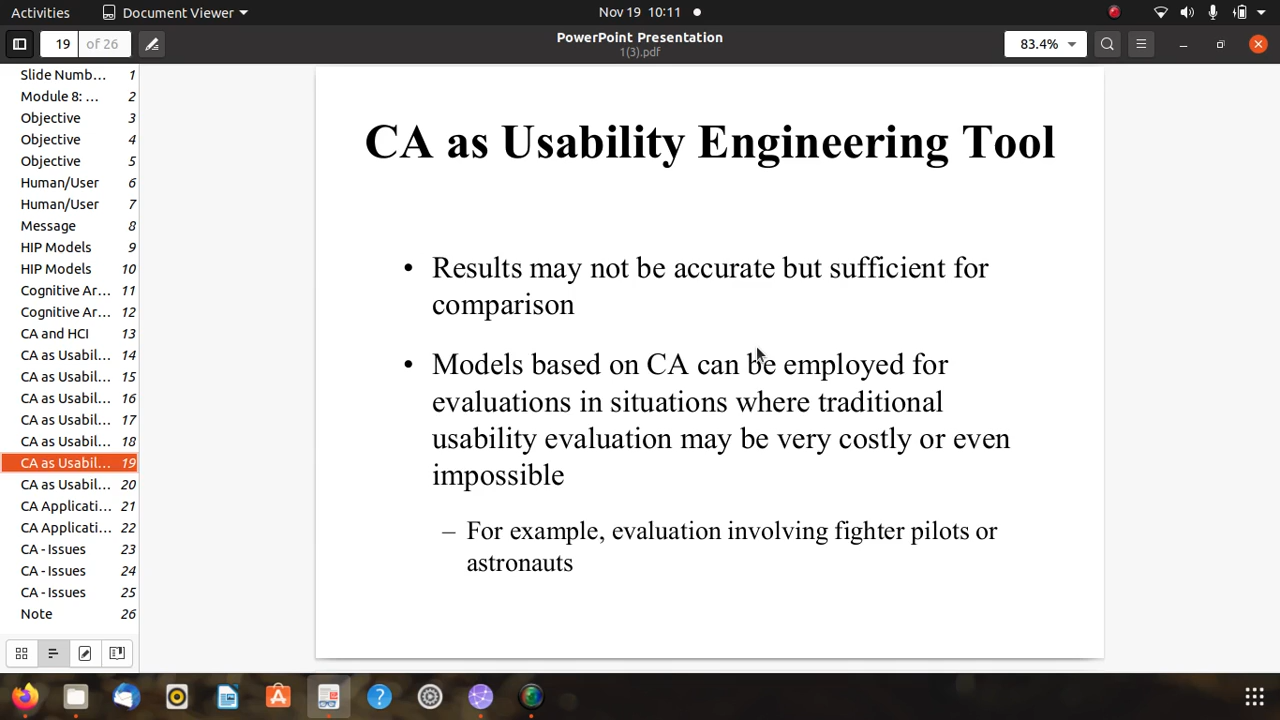 Activities
Document Viewer
Nov 19 10:11
19
of 26
PowerPoint Presentation
1(3).pdf
83.4%
Slide Numb... 1
Module 8: ... 2
Objective 3
Objective 4
Objective 5
Human/User 6
Human/User 7
Message 8
HIP Models 9
HIP Models 10
Cognitive Ar... 11
Cognitive Ar... 12
CA and HCI 13
CA as Usabil... 14
CA as Usabil... 15
CA as Usabil... 16
CA as Usabil... 17
CA as Usabil... 18
CA as Usabil... 19
CA as Usabil... 20
CA Applicati... 21
CA Applicati... 22
CA - Issues 23
CA - Issues 24
CA - Issues 25
Note 26
CA as Usability Engineering Tool
• Results may not be accurate but sufficient for
comparison
• Models based on CA can be employed for
evaluations in situations where traditional
usability evaluation may be very costly or even
impossible
– For example, evaluation involving fighter pilots or
astronauts